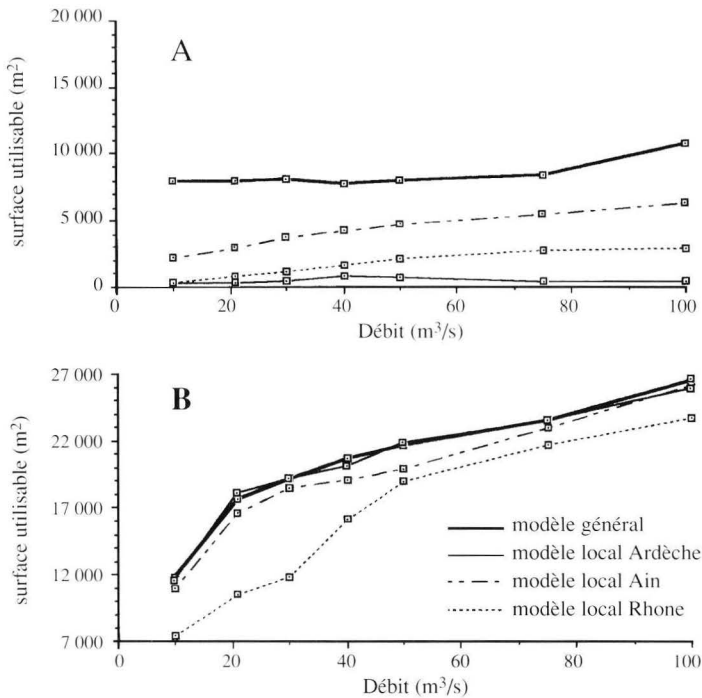 20 000
A
15 000
10 000
5 000
0
surface utilisable (m²)
0 20 40 60 80 100
Débit (m³/s)
27 000
B
22 000
17 000
12 000
7 000
surface utilisable (m²)
modèle général
modèle local Ardèche
modèle local Ain
modèle local Rhone
0 20 40 60 80 100
Débit (m³/s)